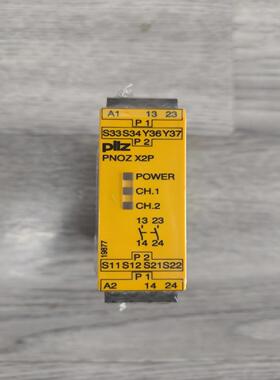 A1 13 23
P 1
S33 S34 Y36 Y37
P 2
pilz
PNOZ X2P
POWER
CH.1
CH.2
13 23
14 24
19877
P 2
S11 S12 S21 S22
P 1
A2 14 24